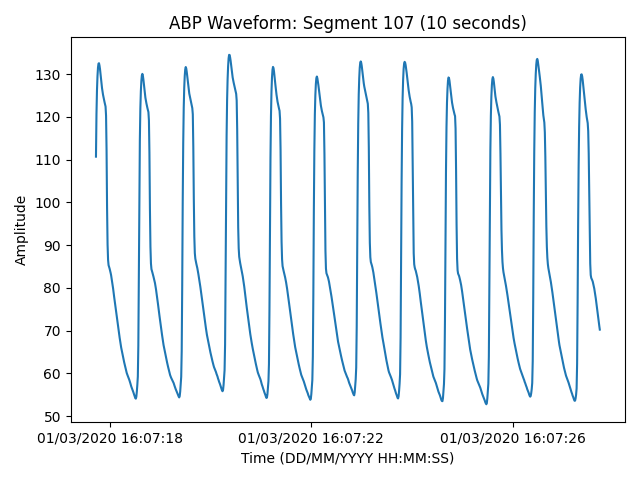 ABP Waveform: Segment 107 (10 seconds)
Amplitude
130
120
110
100
90
80
70
60
50
01/03/2020 16:07:18 01/03/2020 16:07:22 01/03/2020 16:07:26
Time (DD/MM/YYYY HH:MM:SS)